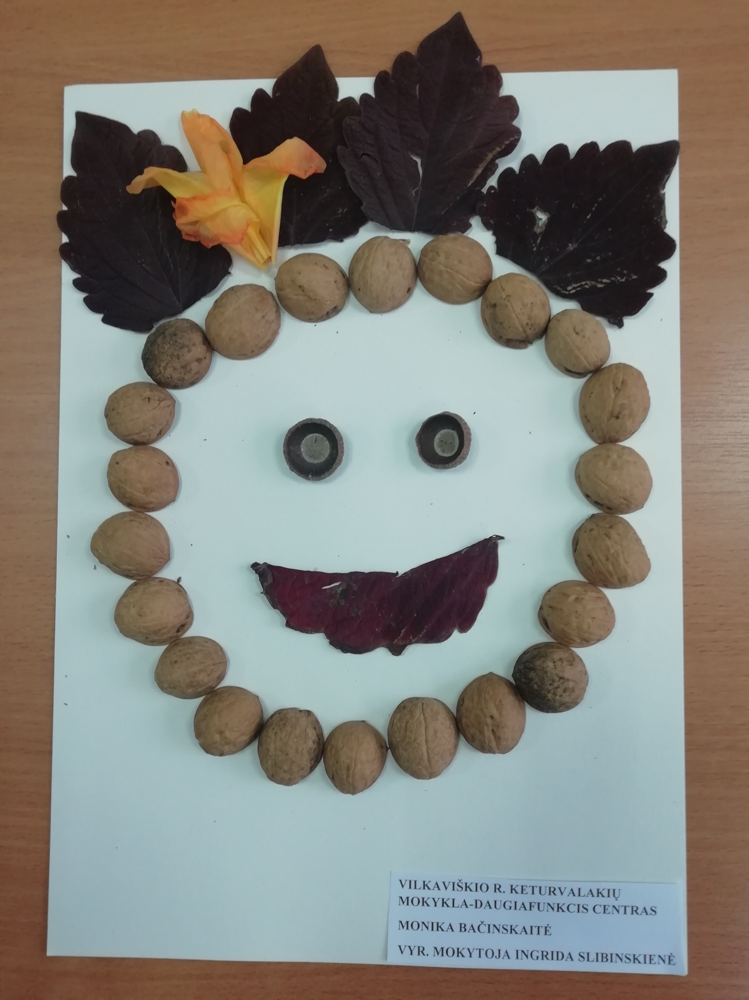 VILKAVIŠKIO R. KETURVALAKIŲ
MOKYKLA-DAUGIAFUNKCIS CENTRAS
MONIKA BAČINSKAITĖ
VYR. MOKYTOJA INGRIDA SLIBINSKIENĖ